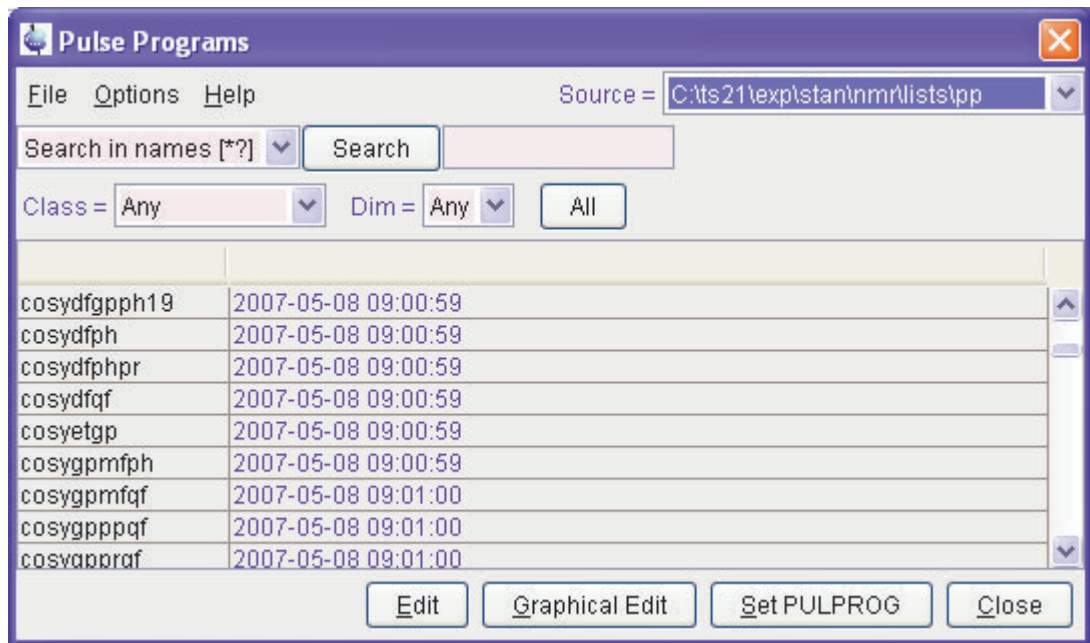 Pulse Programs
File Options Help Source = C:\ts21\exp\stan\nmr\lists\pp
Search in names [*?] Search
Class = Any Dim = Any All
cosydfgpph19 2007-05-08 09:00:59
cosydfph 2007-05-08 09:00:59
cosydfphpr 2007-05-08 09:00:59
cosydfqf 2007-05-08 09:00:59
cosyetgp 2007-05-08 09:00:59
cosygpmfph 2007-05-08 09:00:59
cosygpmfqf 2007-05-08 09:01:00
cosygpppqf 2007-05-08 09:01:00
cosygpprqf 2007-05-08 09:01:00
Edit Graphical Edit Set PULPROG Close